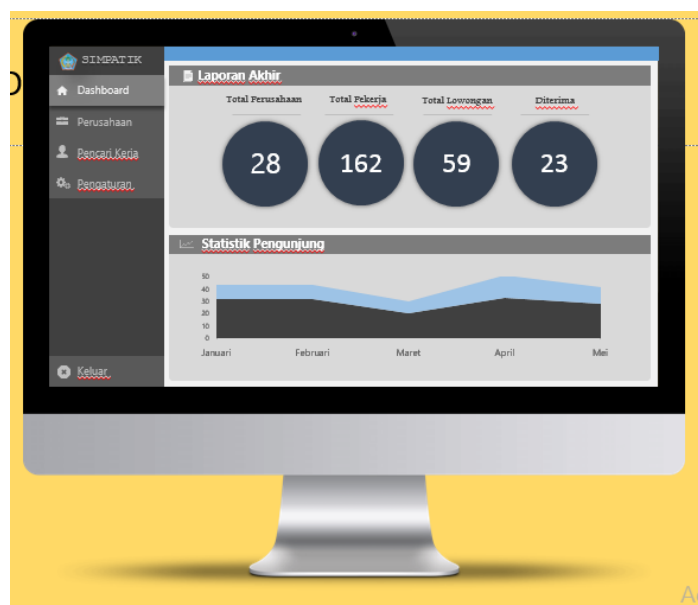 SIMPATIK
Dashboard
Perusahaan
Pencari Kerja
Pengaturan
Keluar
Laporan Akhir
Total Perusahaan Total Pekerja Total Lowongan Diterima
28 162 59 23
Statistik Pengunjung
50
40
30
20
10
0
Januari Februari Maret April Mei